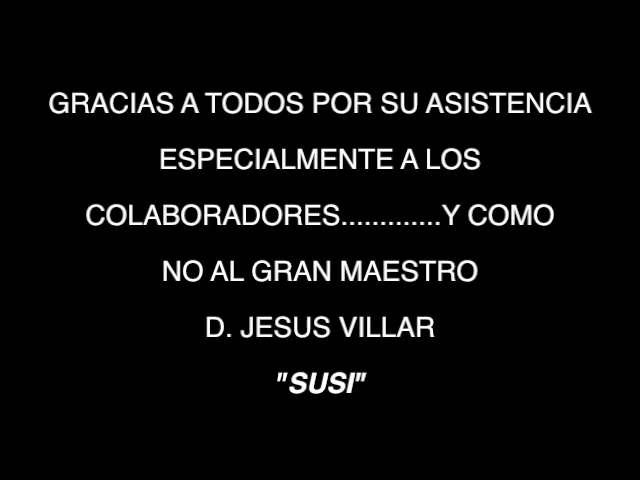 GRACIAS A TODOS POR SU ASISTENCIA
ESPECIALMENTE A LOS
COLABORADORES.............Y COMO
NO AL GRAN MAESTRO
D. JESUS VILLAR
"SUSI"